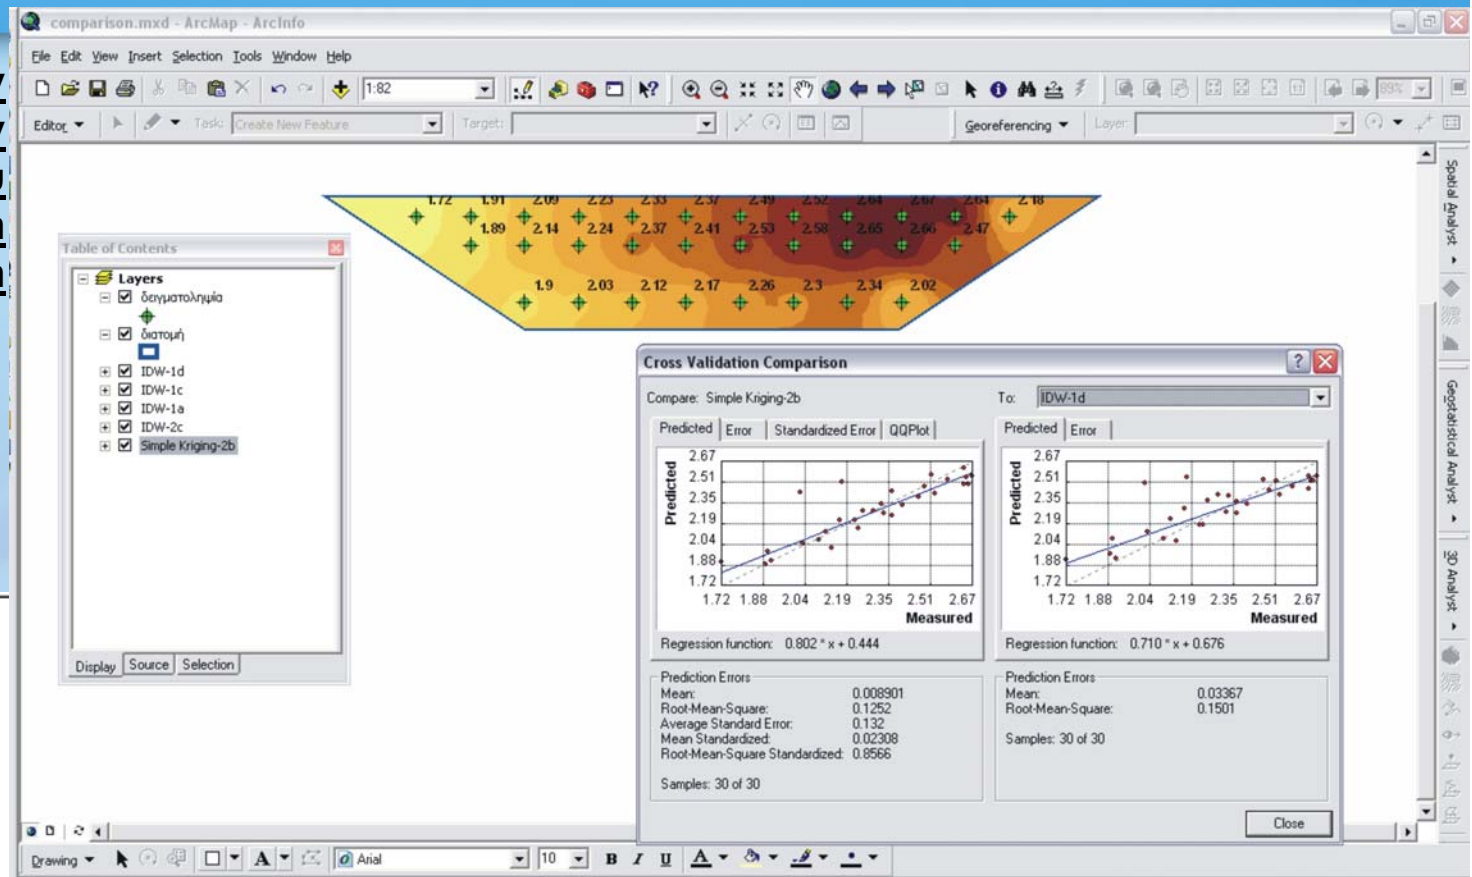 comparison.mxd - ArcMap - ArcInfo
File Edit View Insert Selection Tools Window Help
1:82
89%
Editor Task: Create New Feature Target:
Georeferencing Layer:
Spatial Analyst
Geostatistical Analyst
3D Analyst
1.72 1.91 2.09 2.23 2.33 2.37 2.49 2.52 2.64 2.67 2.64 2.18
1.89 2.14 2.24 2.37 2.41 2.53 2.58 2.65 2.66 2.47
1.9 2.03 2.12 2.17 2.26 2.3 2.34 2.02
Table of Contents
Layers
δειγματοληψία
διατομή
IDW-1d
IDW-1c
IDW-1a
IDW-2c
Simple Kriging-2b
Display Source Selection
Cross Validation Comparison
Compare: Simple Kriging-2b
Predicted Error Standardized Error QQPlot
Predicted
2.67
2.51
2.35
2.19
2.04
1.88
1.72
1.72 1.88 2.04 2.19 2.35 2.51 2.67
Measured
Regression function: 0.802 * x + 0.444
Prediction Errors
Mean: 0.008901
Root-Mean-Square: 0.1252
Average Standard Error: 0.132
Mean Standardized: 0.02308
Root-Mean-Square Standardized: 0.8566
Samples: 30 of 30
To: IDW-1d
Predicted Error
Predicted
2.67
2.51
2.35
2.19
2.04
1.88
1.72
1.72 1.88 2.04 2.19 2.35 2.51 2.67
Measured
Regression function: 0.710 * x + 0.676
Prediction Errors
Mean: 0.03367
Root-Mean-Square: 0.1501
Samples: 30 of 30
Close
Drawing A Arial 10 B I U A